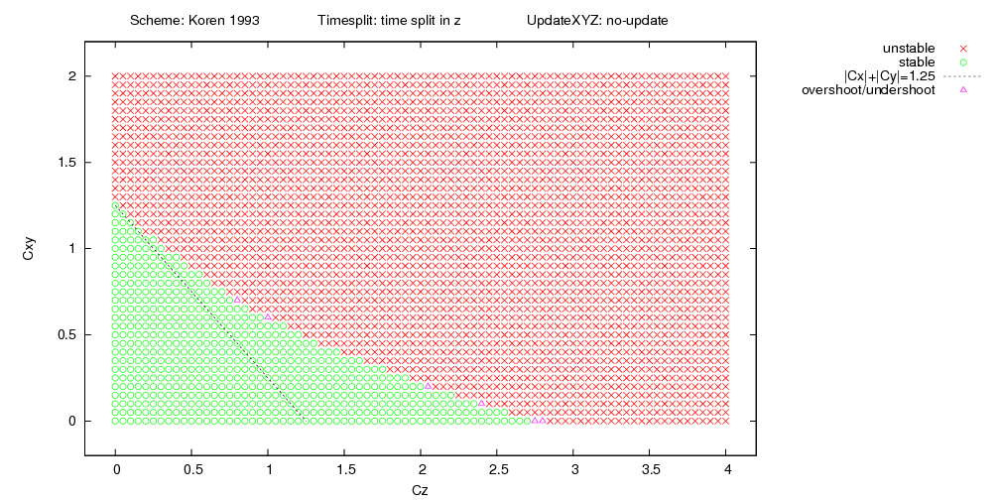 Scheme: Koren 1993 Timesplit: time split in z UpdateXYZ: no-update
unstable
stable
|Cx|+|Cy|=1.25
overshoot/undershoot
2
1.5
1
0.5
0
Cxy
0 0.5 1 1.5 2 2.5 3 3.5 4
Cz